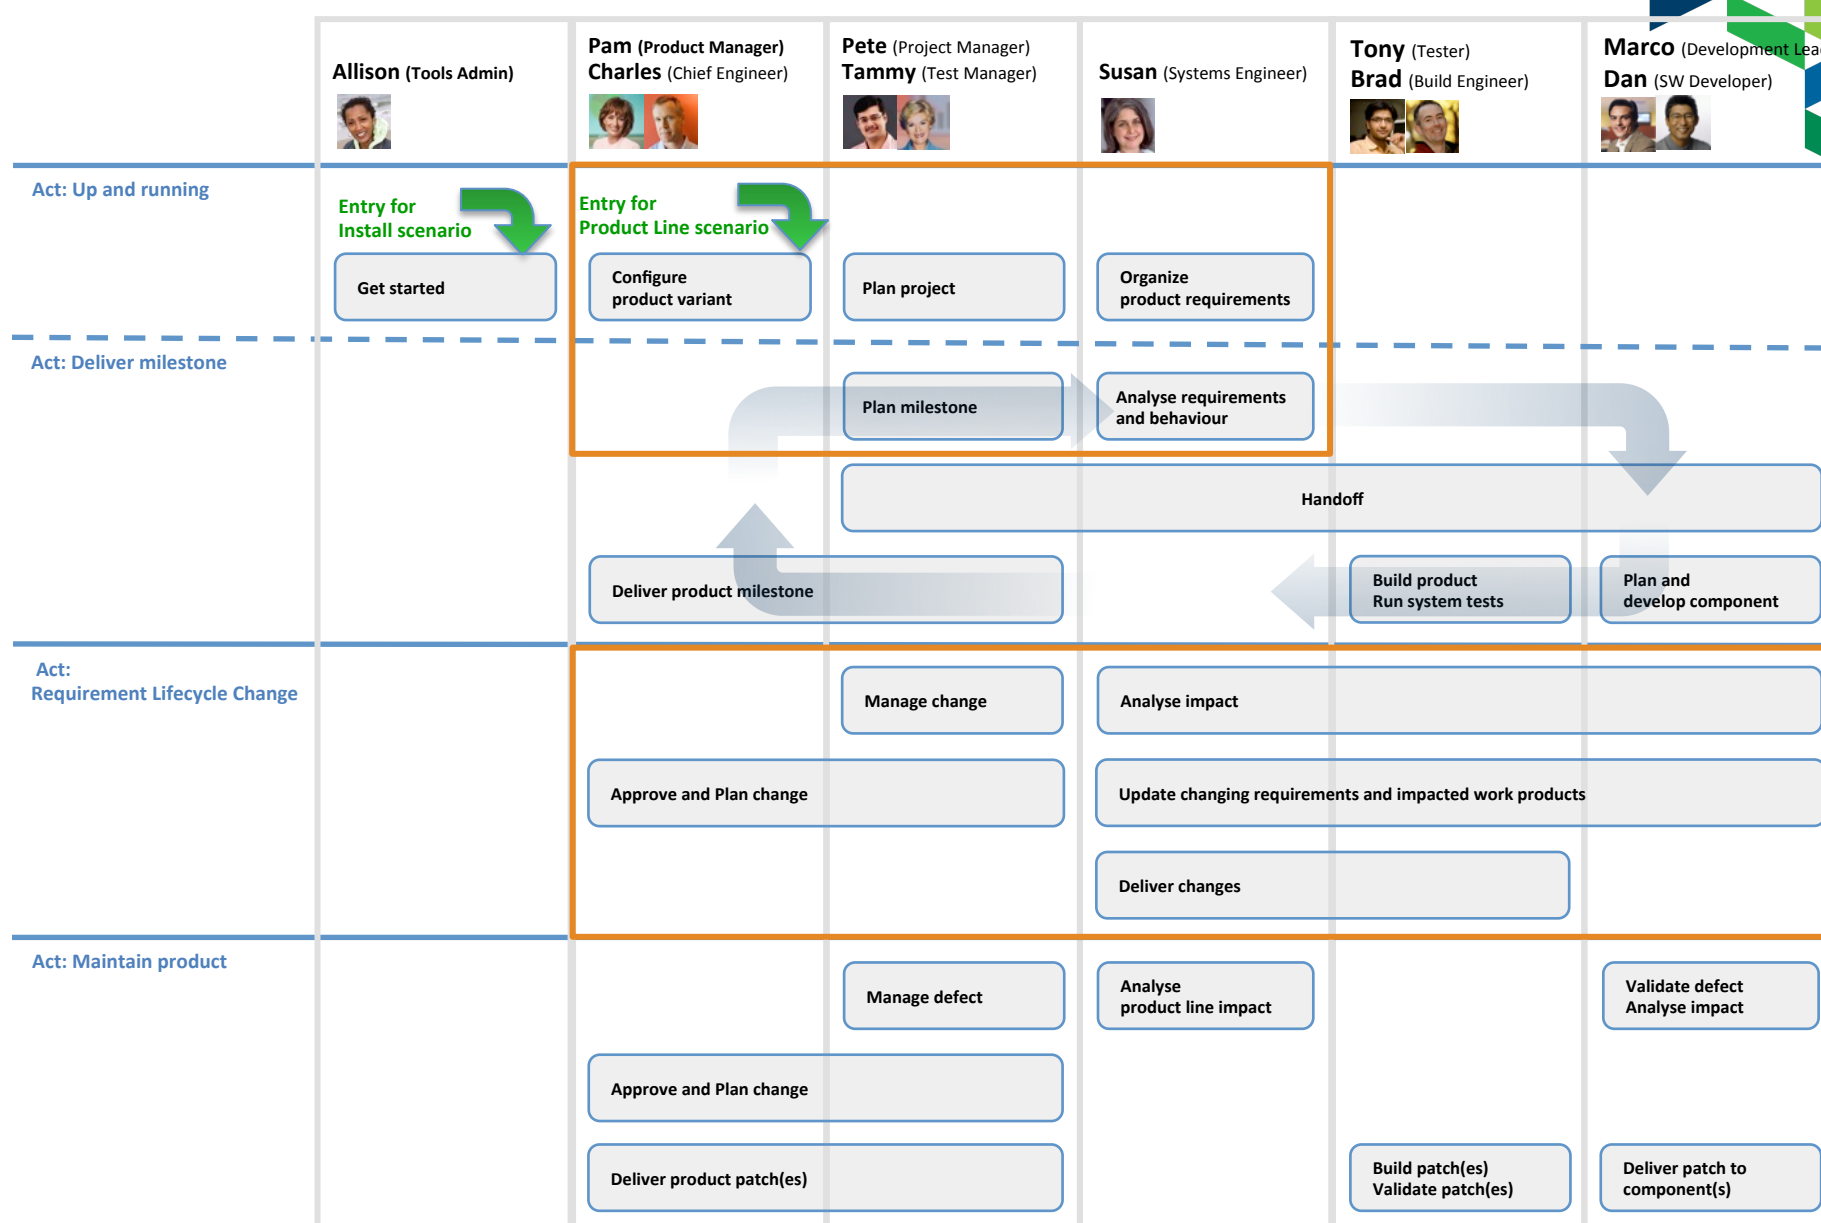 Allison (Tools Admin)
Pam (Product Manager)
Charles (Chief Engineer)
Pete (Project Manager)
Tammy (Test Manager)
Susan (Systems Engineer)
Tony (Tester)
Brad (Build Engineer)
Marco (Development Lea
Dan (SW Developer)
Act: Up and running
Entry for
Install scenario
Entry for
Product Line scenario
Get started
Configure
product variant
Plan project
Organize
product requirements
Act: Deliver milestone
Plan milestone
Analyse requirements
and behaviour
Handoff
Deliver product milestone
Build product
Run system tests
Plan and
develop component
Act:
Requirement Lifecycle Change
Manage change
Analyse impact
Approve and Plan change
Update changing requirements and impacted work products
Deliver changes
Act: Maintain product
Manage defect
Analyse
product line impact
Validate defect
Analyse impact
Approve and Plan change
Deliver product patch(es)
Build patch(es)
Validate patch(es)
Deliver patch to
component(s)